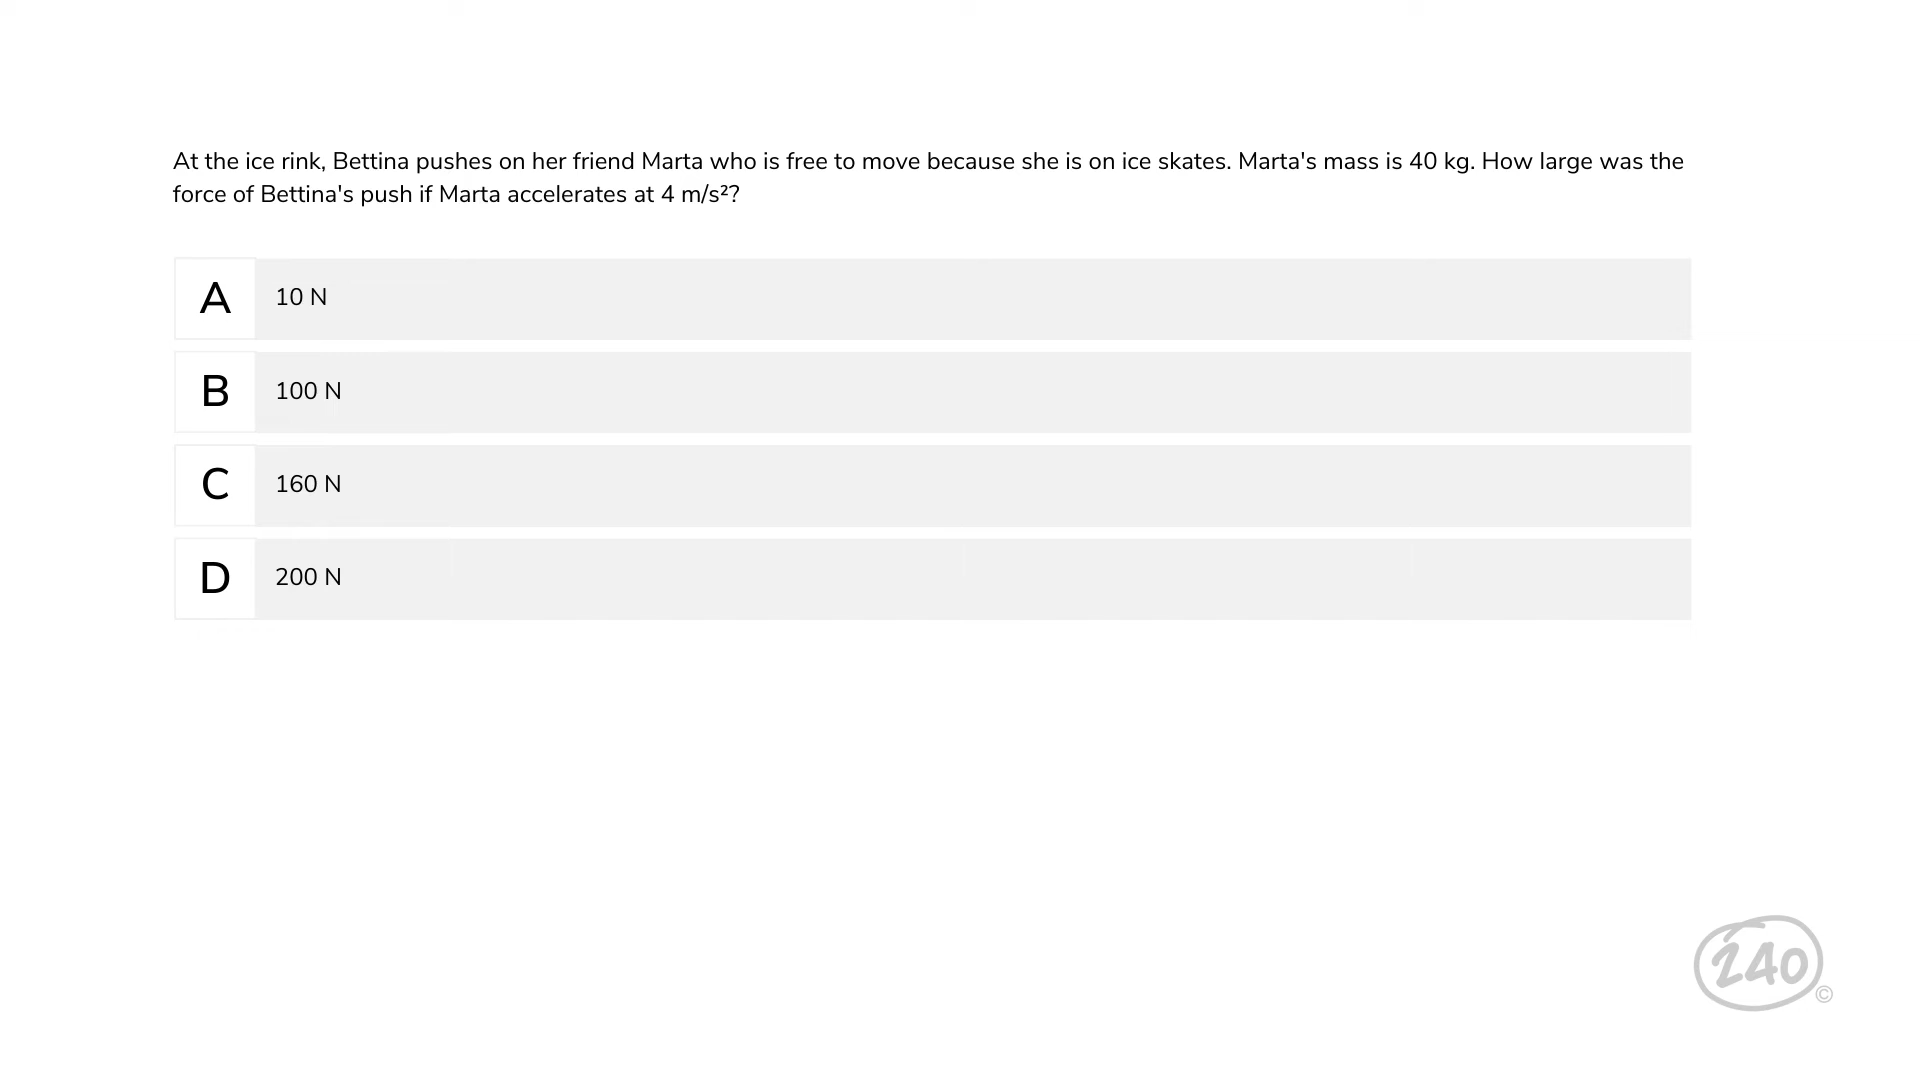 At the ice rink, Bettina pushes on her friend Marta who is free to move because she is on ice skates. Marta's mass is 40 kg. How large was the
force of Bettina's push if Marta accelerates at 4 m/s²?
A 10 N
B 100 N
C 160 N
D 200 N
240
©